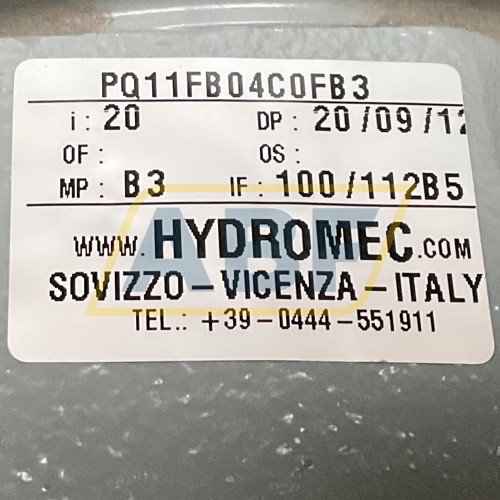 PQ11FB04C0FB3
i: 20 DP: 20/09/12
OF: OS:
MP: B3 IF: 100/112B5
www.HYDROMEC.com
SOVIZZO-VICENZA-ITALY
TEL.: +39-0444-551911
ABF